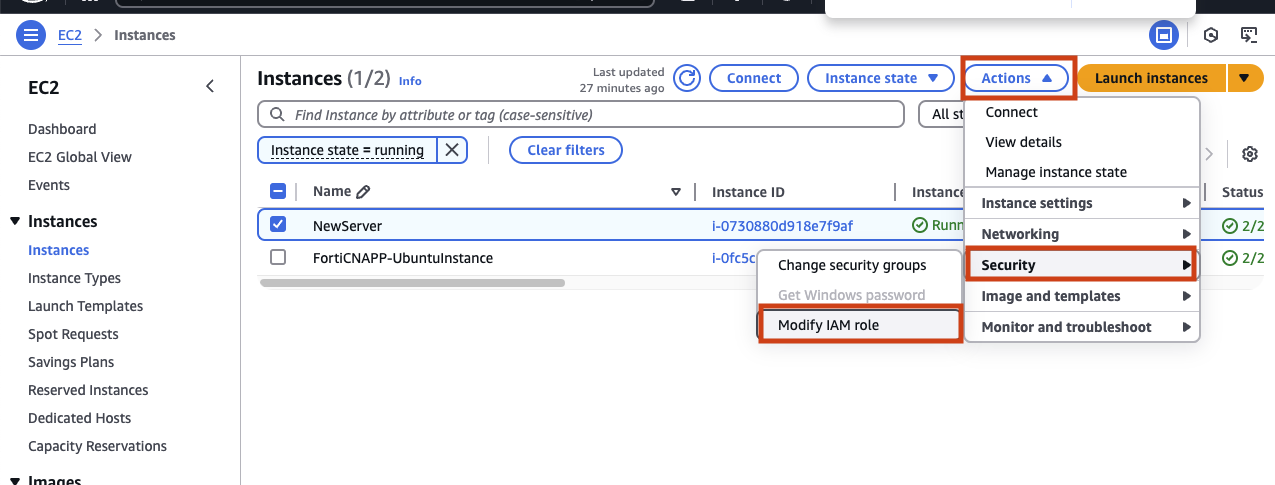 EC2 > Instances
EC2
Dashboard
EC2 Global View
Events
Instances
Instances
Instance Types
Launch Templates
Spot Requests
Savings Plans
Reserved Instances
Dedicated Hosts
Capacity Reservations
Images
Instances (1/2) Info
Last updated
27 minutes ago
Connect
Instance state
Actions
Launch instances
Find Instance by attribute or tag (case-sensitive)
All st
Instance state = running
Clear filters
Name Instance ID Instance Status
NewServer i-0730880d918e7f9af Runn 2/2
FortiCNAPP-UbuntuInstance i-0fc5c 2/2
Connect
View details
Manage instance state
Instance settings
Networking
Security
Image and templates
Monitor and troubleshoot
Change security groups
Get Windows password
Modify IAM role